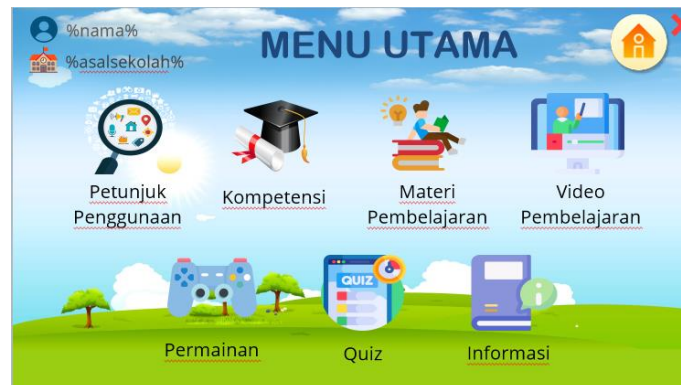 %nama%
%asalsekolah%
MENU UTAMA
Petunjuk
Penggunaan
Kompetensi
Materi
Pembelajaran
Video
Pembelajaran
QUIZ
Permainan
Quiz
Informasi